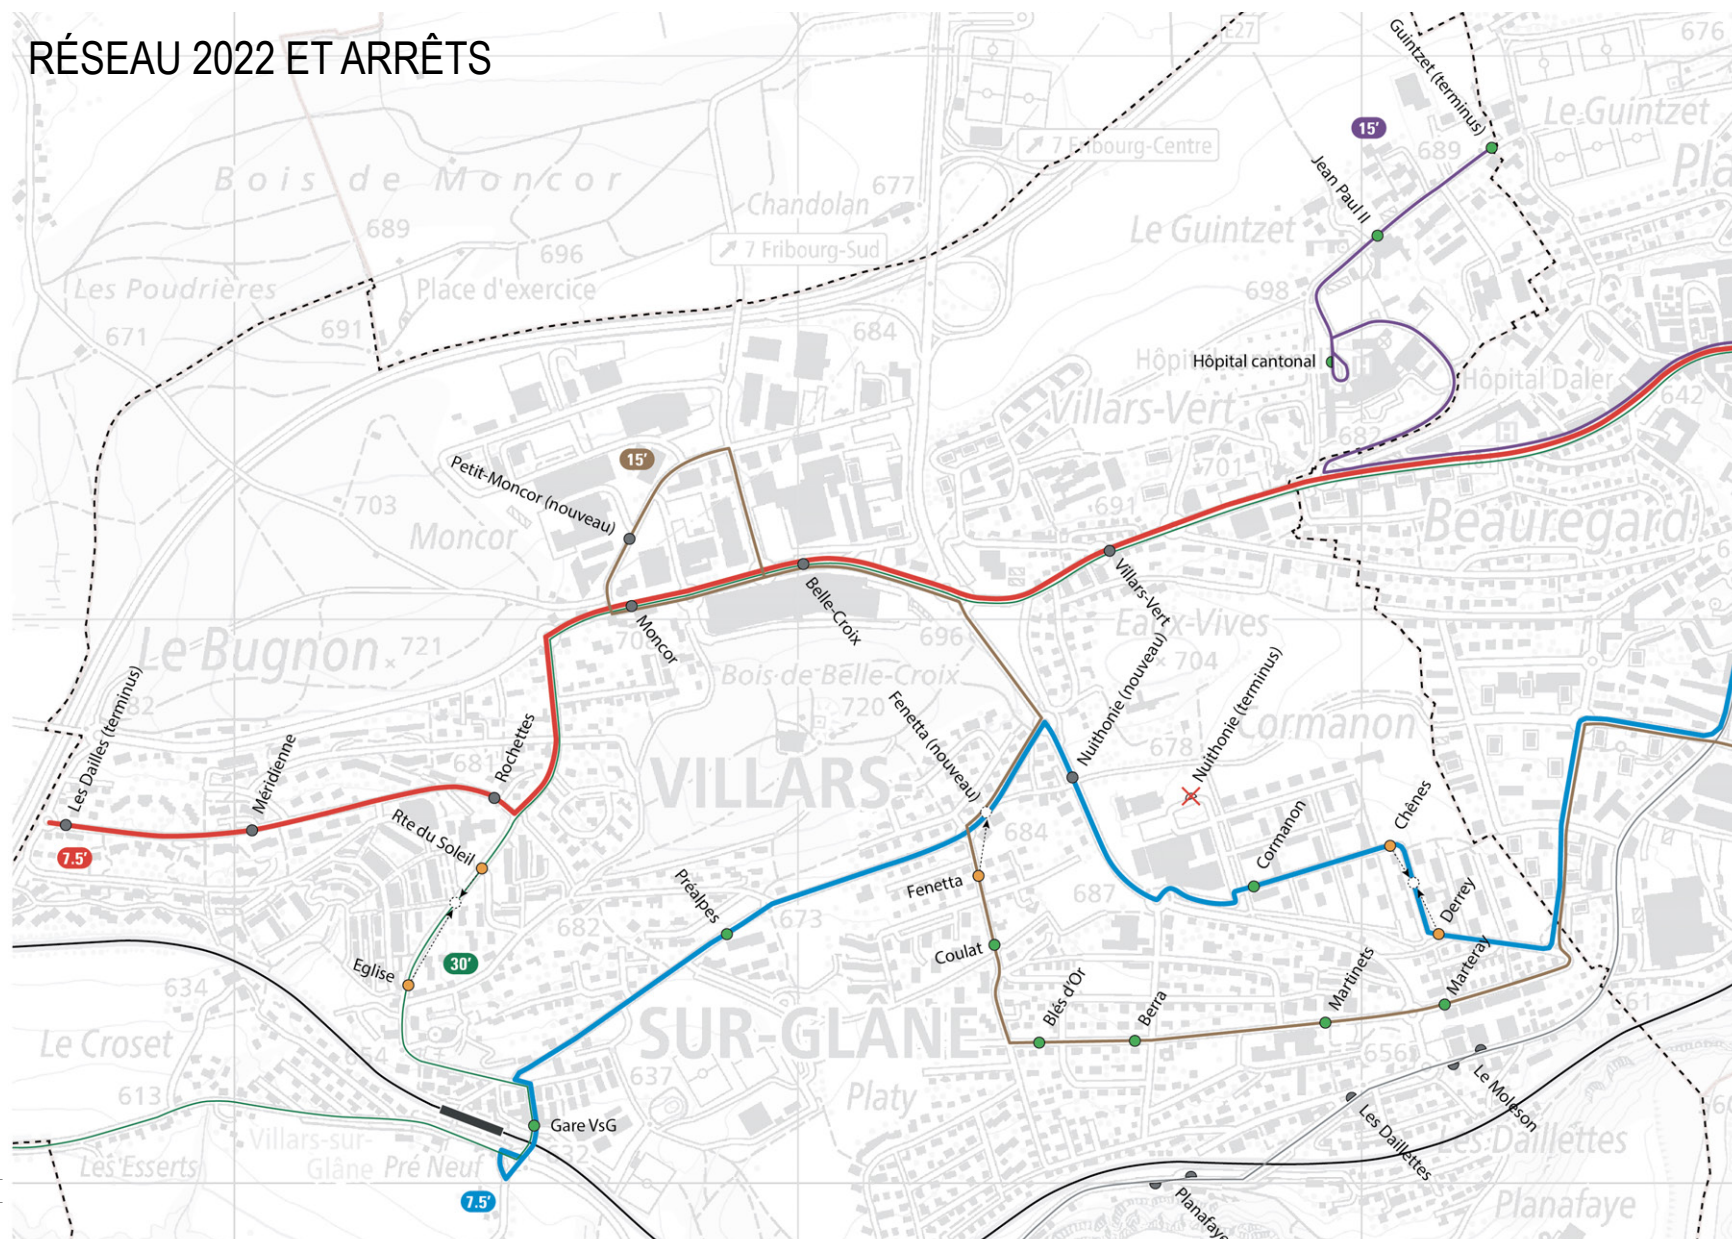 RÉSEAU 2022 ET ARRÊTS
E27
676
Guintzet (terminus)
Le Guintzet
15'
689
7 Fribourg-Centre
Bois de Moncor
677
Chandolan
Jean Paul II
Le Guintzet
689
696
7 Fribourg-Sud
Les Poudrières
Place d'exercice
698
671
691
684
Hôpital cantonal
Hôpital Daler
642
Villars-Vert
682
15'
Petit-Moncor (nouveau)
701
703
691
Moncor
Beauregard
Belle-Croix
Villars-Vert
Eaux-Vives
Moncor
696
Le Bugnon
721
704
Bois de Belle-Croix
720
Nuithonie (nouveau)
Nuithonie (terminus)
Fenetta (nouveau)
Les Dailles (terminus)
Méridienne
Rochettes
681
678
Cormanon
VILLARS-
SUR-GLÂNE
Rte du Soleil
7.5'
684
Chênes
Cormanon
Préalpes
Fenetta
687
673
682
Derrey
Coulat
Eglise
30'
Marteray
Martinets
634
Blés d'Or
Berra
Le Croset
654
656
637
613
Platy
Le Moléson
Gare VsG
Les Daillettes
Les Daillettes
Villars-sur-
Glâne
Pré Neuf
Les Esserts
7.5'
Planafaye
Planafaye